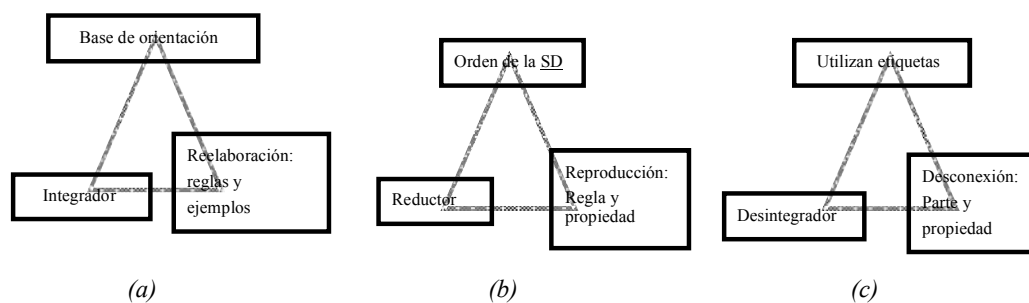 Base de orientación
Integrador
Reelaboración:
reglas y
ejemplos
(a)
Orden de la SD
Reductor
Reproducción:
Regla y
propiedad
(b)
Utilizan etiquetas
Desintegrador
Desconexión:
Parte y
propiedad
(c)